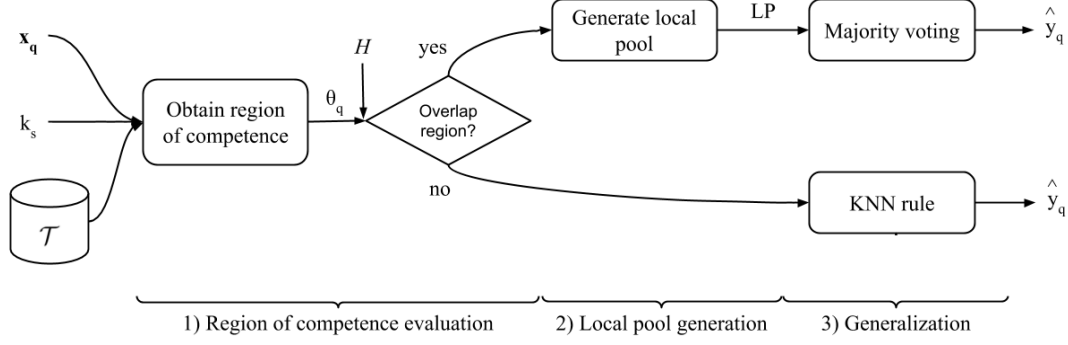 x_q
k_s
𝒯
Obtain region
of competence
θ_q
H
Overlap
region?
yes
no
Generate local
pool
LP
Majority voting
ŷ_q
KNN rule
ŷ_q
1) Region of competence evaluation
2) Local pool generation
3) Generalization